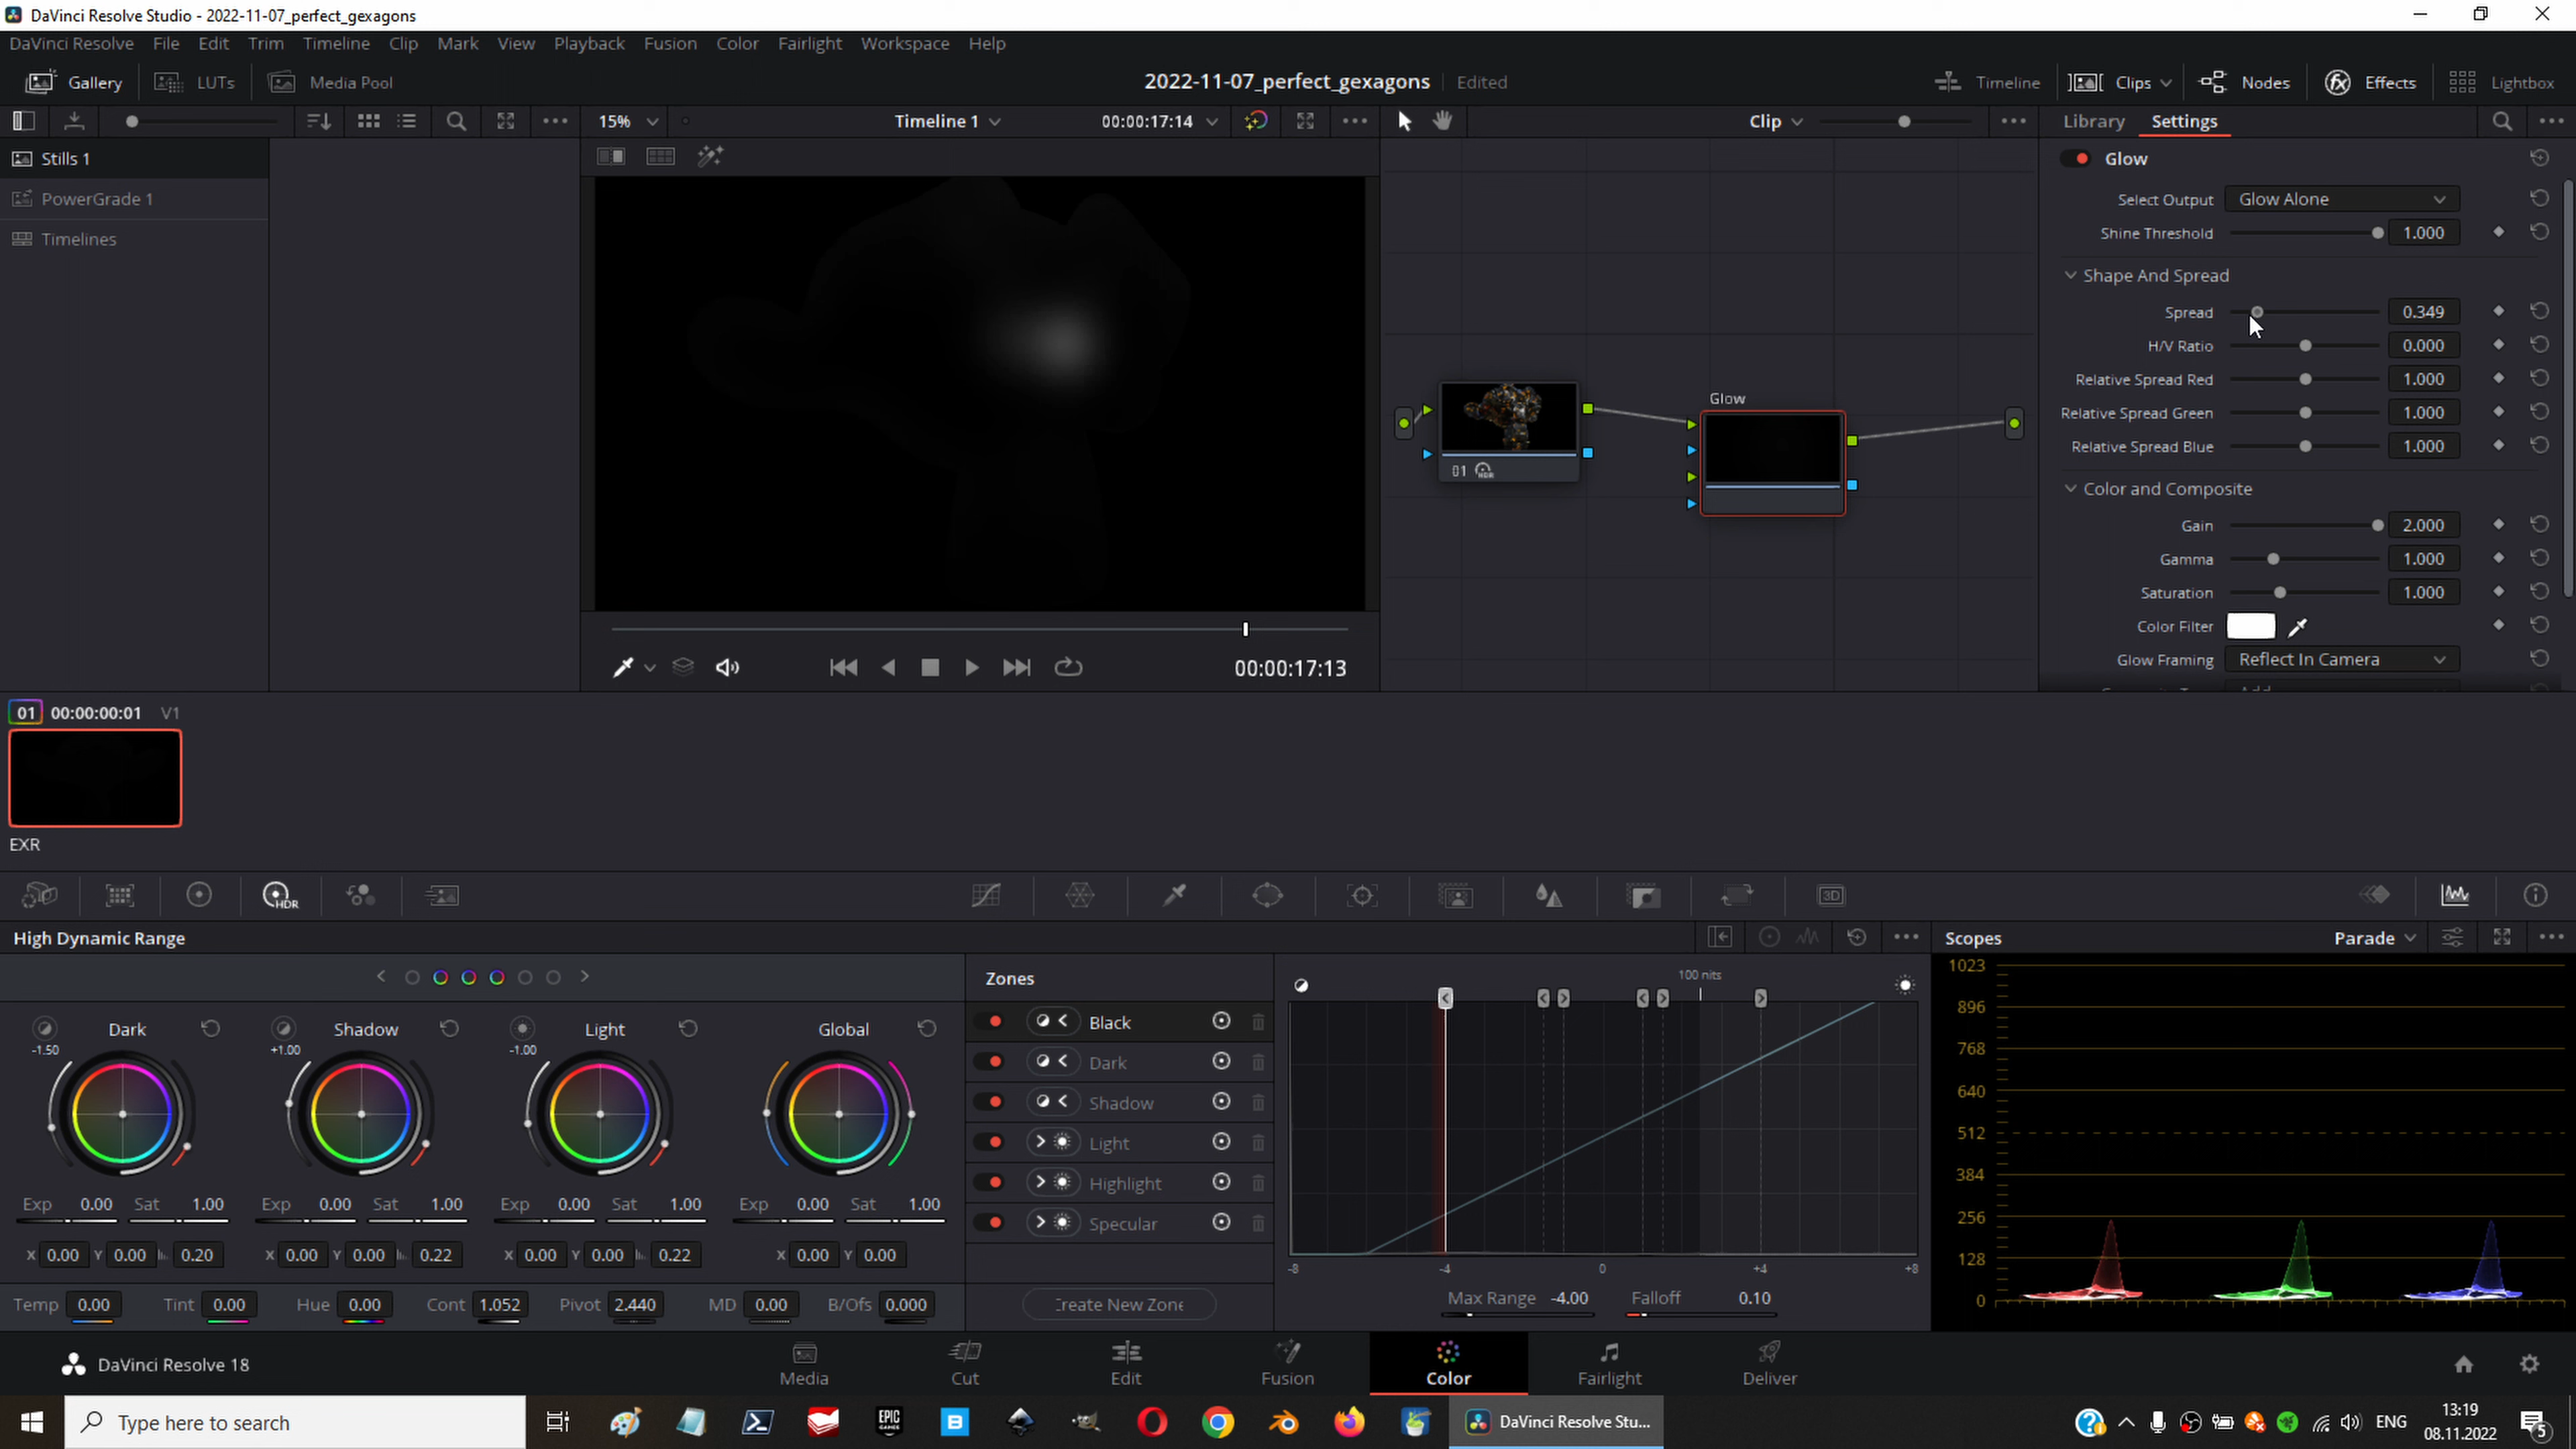 DaVinci Resolve Studio - 2022-11-07_perfect_gexagons
DaVinci Resolve File Edit Trim Timeline Clip Mark View Playback Fusion Color Fairlight Workspace Help
Gallery LUTs Media Pool 2022-11-07_perfect_gexagons Edited Timeline Clips Nodes Effects Lightbox
15% Timeline 1 00:00:17:14 Clip Library Settings
Stills 1
PowerGrade 1
Timelines
Glow
Select Output Glow Alone
Shine Threshold 1.000
Shape And Spread
Spread 0.349
H/V Ratio 0.000
Relative Spread Red 1.000
Relative Spread Green 1.000
Relative Spread Blue 1.000
Color and Composite
Gain 2.000
Gamma 1.000
Saturation 1.000
Color Filter
Glow Framing Reflect In Camera
Glow
01 HDR
00:00:17:13
01 00:00:00:01 V1
EXR
HDR
3D
High Dynamic Range
Scopes Parade
Zones
Dark Shadow Light Global
-1.50 +1.00 -1.00
Exp 0.00 Sat 1.00 Exp 0.00 Sat 1.00 Exp 0.00 Sat 1.00 Exp 0.00 Sat 1.00
X 0.00 Y 0.00 0.20 X 0.00 Y 0.00 0.22 X 0.00 Y 0.00 0.22 X 0.00 Y 0.00
Temp 0.00 Tint 0.00 Hue 0.00 Cont 1.052 Pivot 2.440 MD 0.00 B/Ofs 0.000
Black
Dark
Shadow
Light
Highlight
Specular
Create New Zone
100 nits
-8 -4 0 +4 +8
Max Range -4.00 Falloff 0.10
1023
896
768
640
512
384
256
128
0
DaVinci Resolve 18
Media Cut Edit Fusion Color Fairlight Deliver
Type here to search
EPIC GAMES
B
DaVinci Resolve Stu...
ENG
13:19
08.11.2022
5